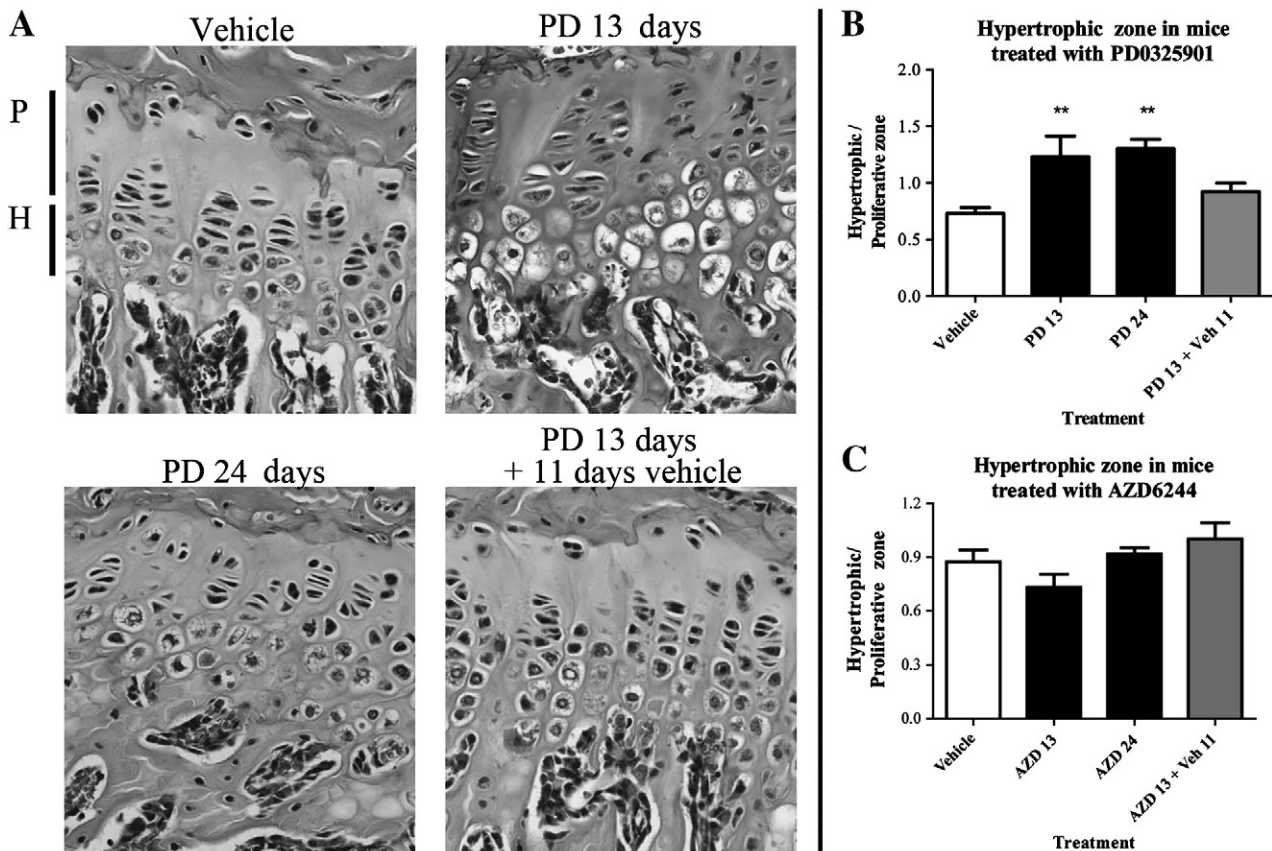 A
Vehicle
PD 13 days
P
H
PD 24 days
PD 13 days
+ 11 days vehicle
B
Hypertrophic zone in mice
treated with PD0325901
Hypertrophic /
Proliferative zone
2.0
1.5
1.0
0.5
0.0
**
**
Vehicle
PD 13
PD 24
PD 13 + Veh 11
Treatment
C
Hypertrophic zone in mice
treated with AZD6244
Hypertrophic/
Proliferative zone
1.2
0.9
0.6
0.3
0.0
Vehicle
AZD 13
AZD 24
AZD 13 + Veh 11
Treatment